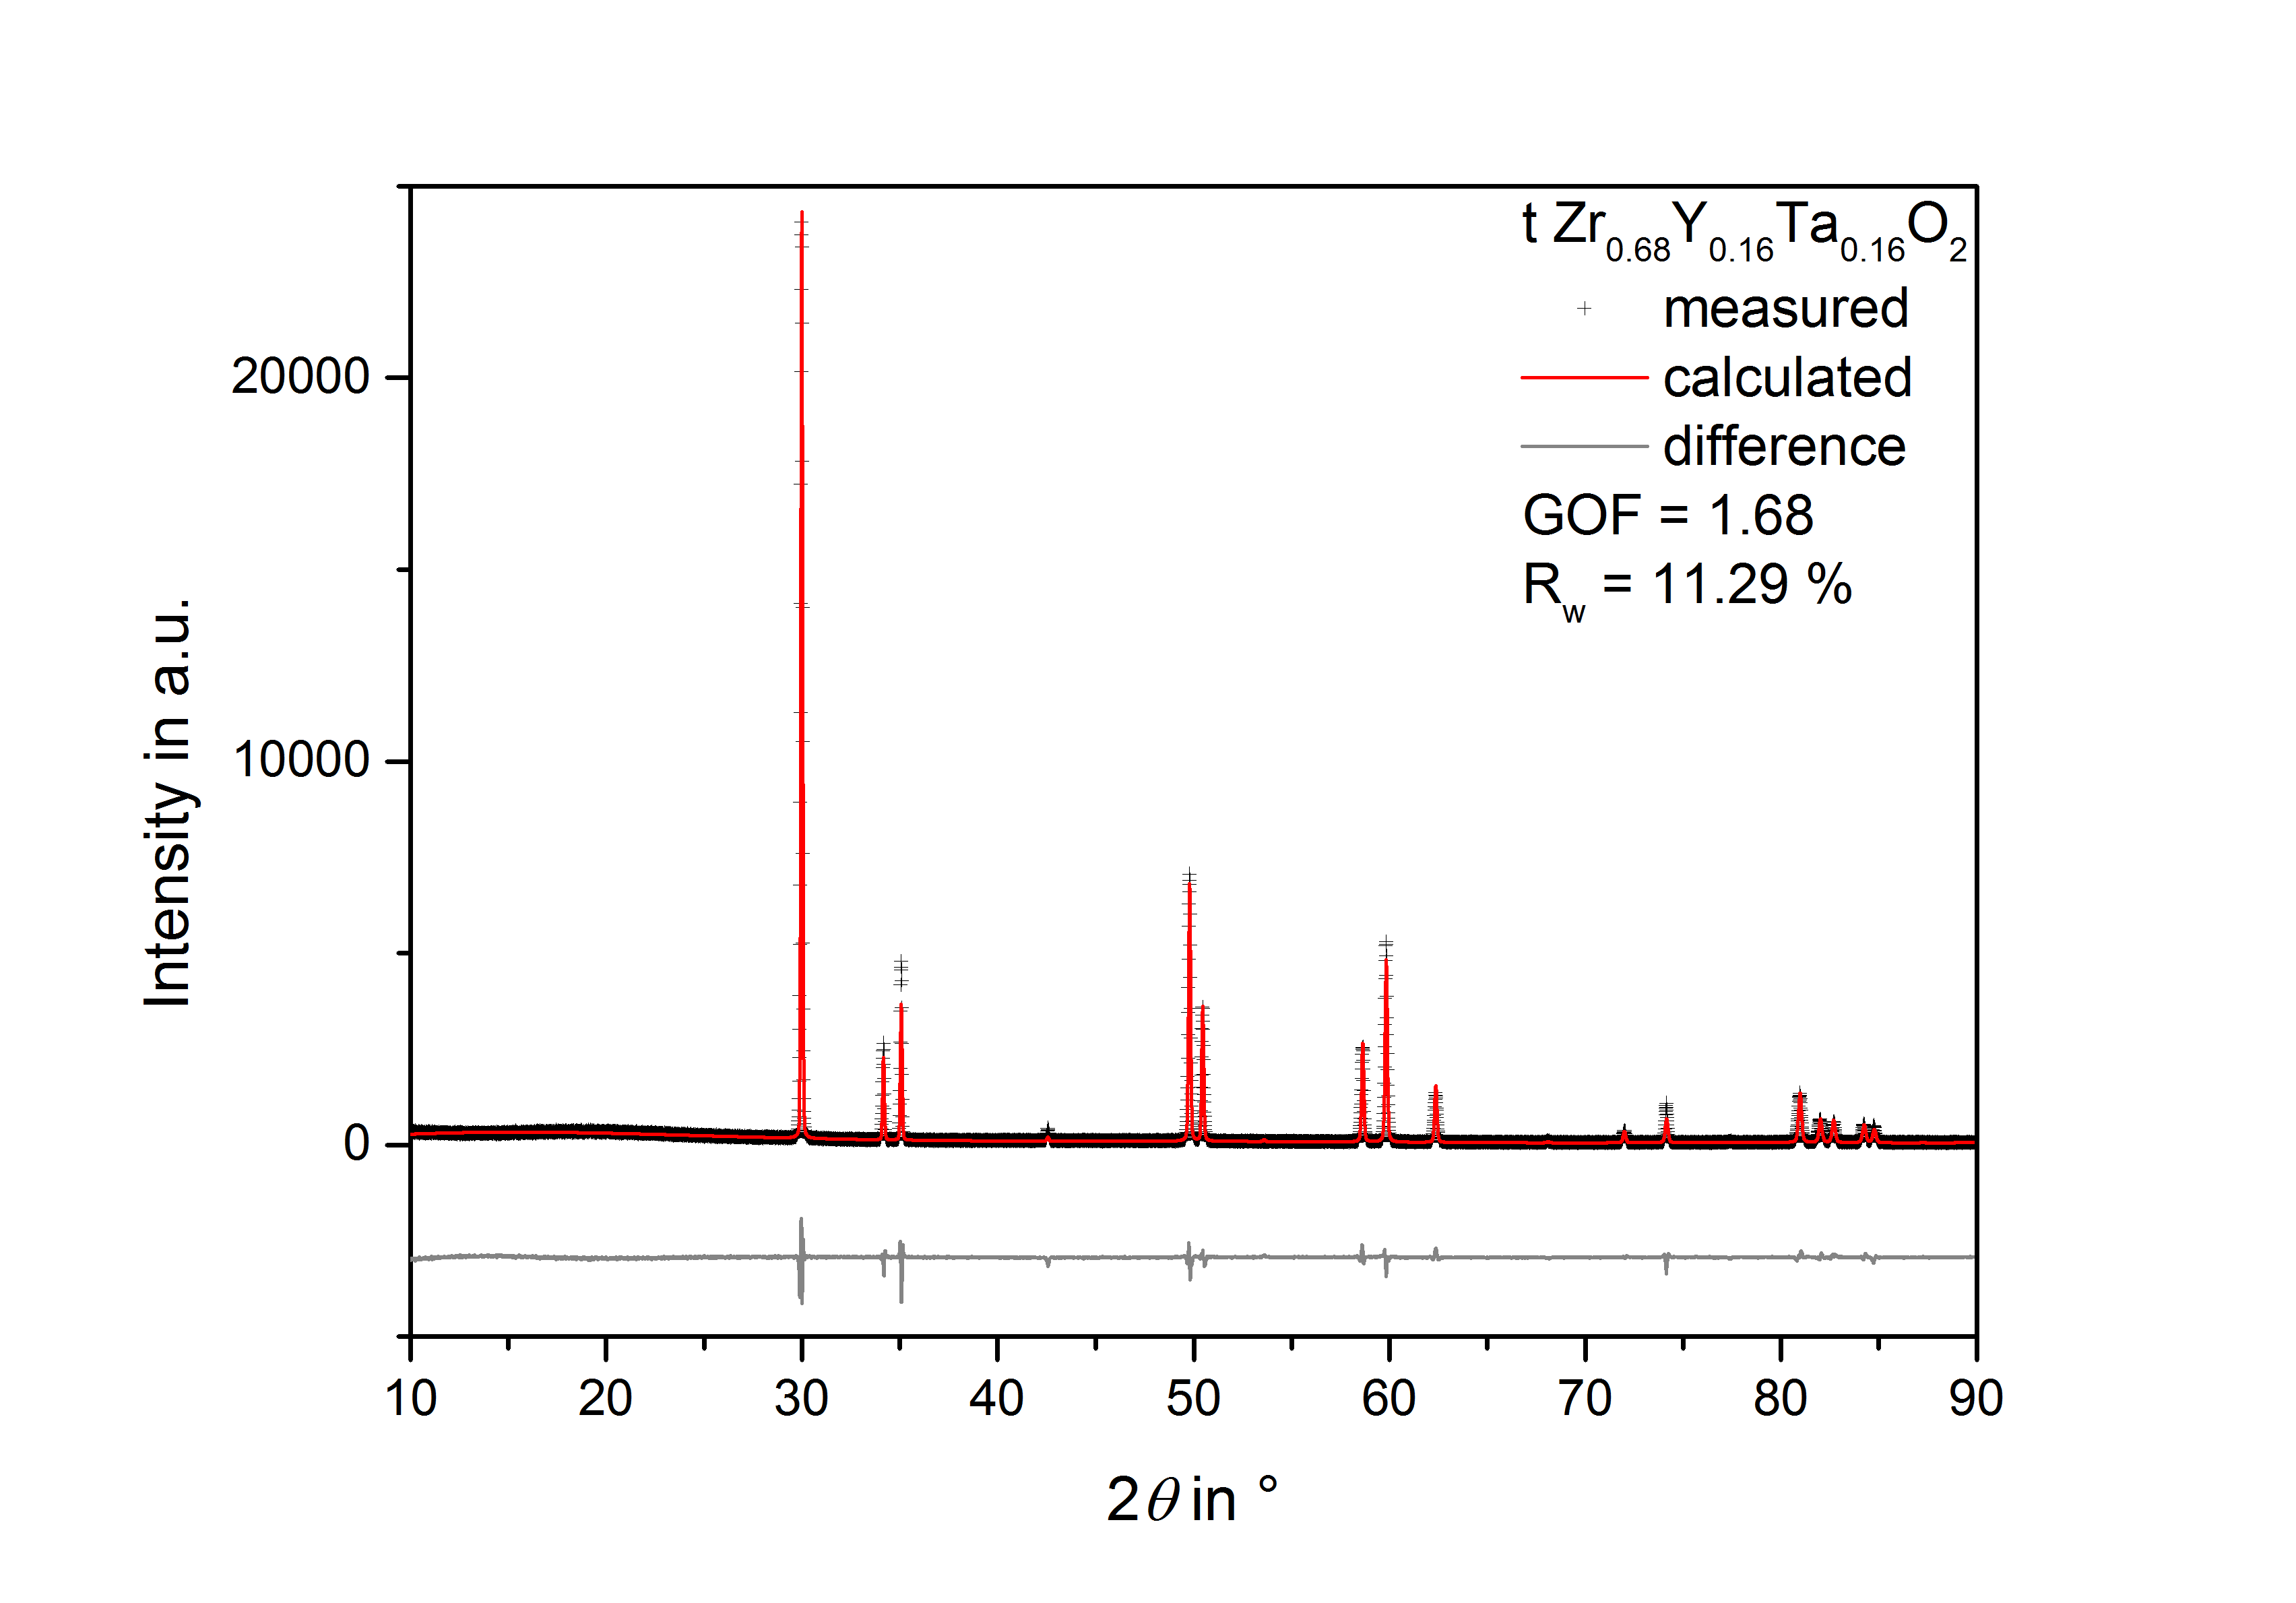 t Zr0.68Y0.16Ta0.16O2
measured
calculated
difference
GOF = 1.68
Rw = 11.29 %
Intensity in a.u.
20000
10000
0
10 20 30 40 50 60 70 80 90
2θ in °